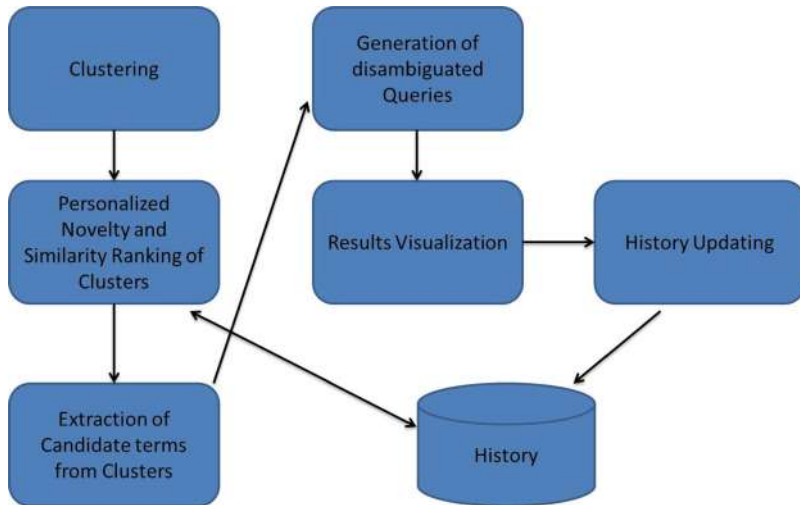 Clustering
Personalized
Novelty and
Similarity Ranking of
Clusters
Extraction of
Candidate terms
from Clusters
Generation of
disambiguated
Queries
Results Visualization
History Updating
History